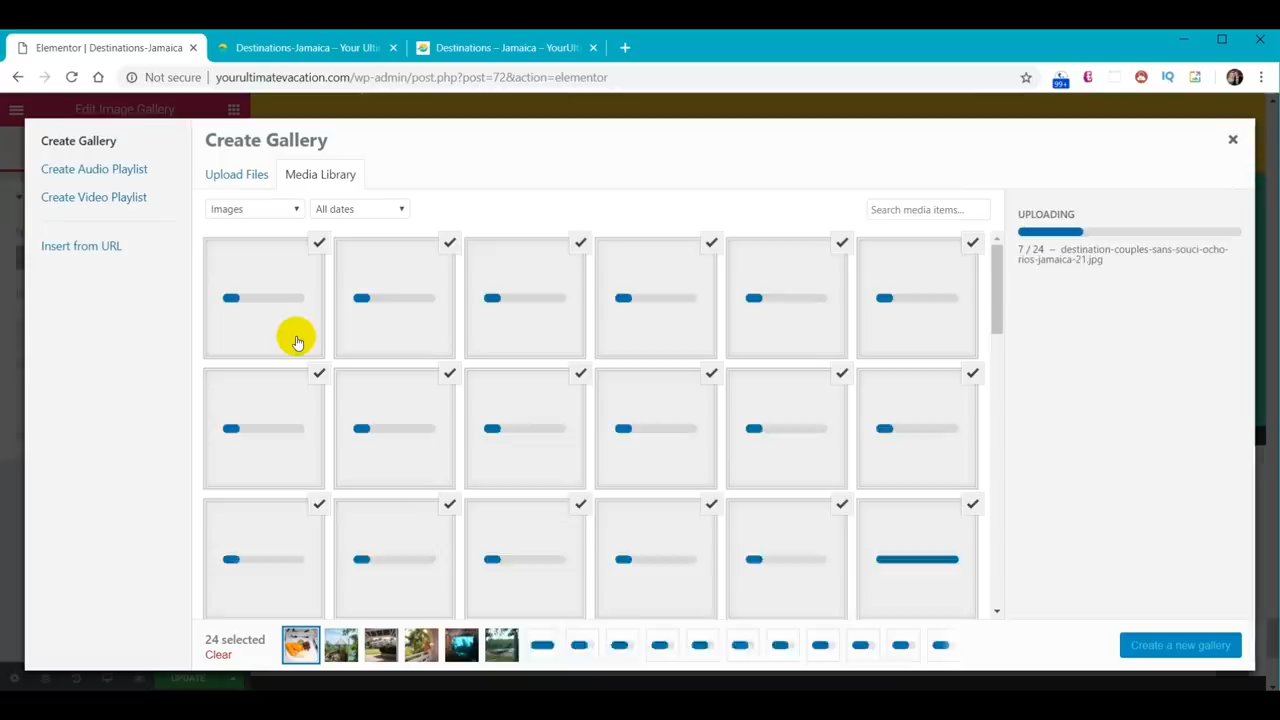 Elementor | Destinations-Jamaica
Destinations-Jamaica – Your Ulti
Destinations – Jamaica – YourUlt
Not secure
yourultimatevacation.com/wp-admin/post.php?post=72&action=elementor
99+
IQ
Edit Image Gallery
Create Gallery
Create Audio Playlist
Create Video Playlist
Insert from URL
Create Gallery
Upload Files
Media Library
Images
All dates
Search media items...
UPLOADING
7 / 24 – destination-couples-sans-souci-ocho-
rios-jamaica-21.jpg
24 selected
Clear
Create a new gallery
UPDATE